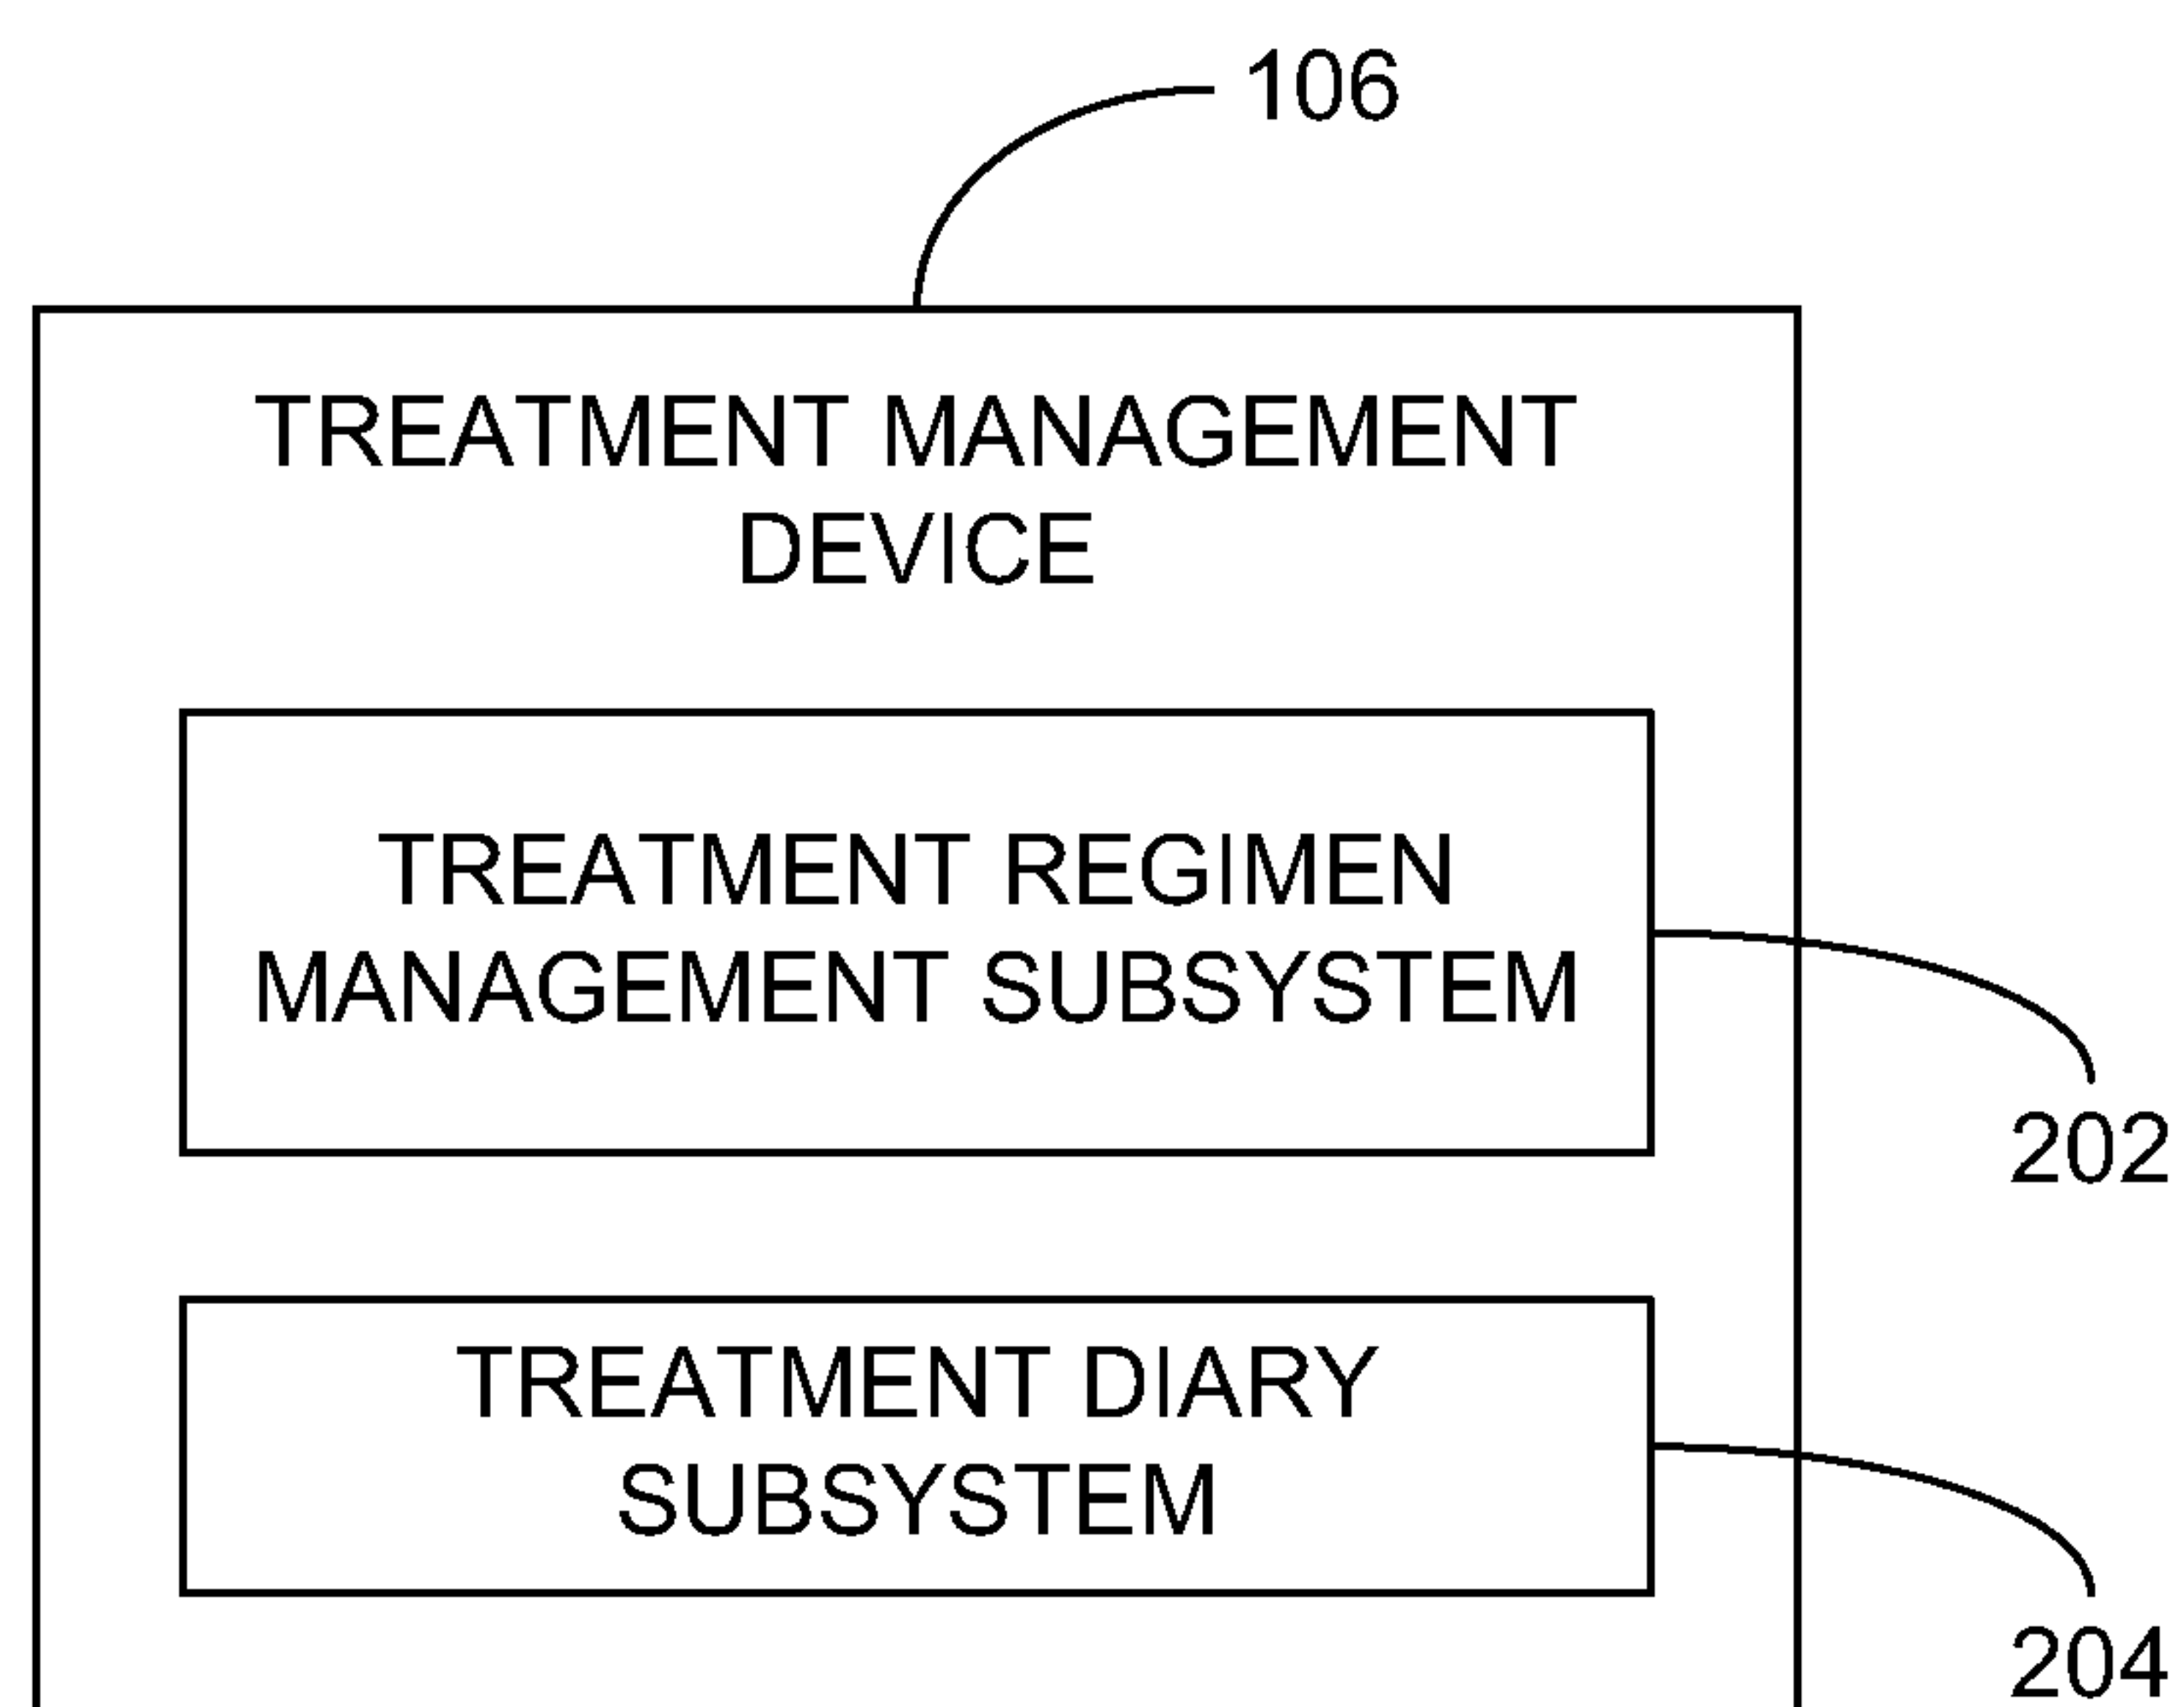 106
TREATMENT MANAGEMENT
DEVICE
TREATMENT REGIMEN
MANAGEMENT SUBSYSTEM
202
TREATMENT DIARY
SUBSYSTEM
204